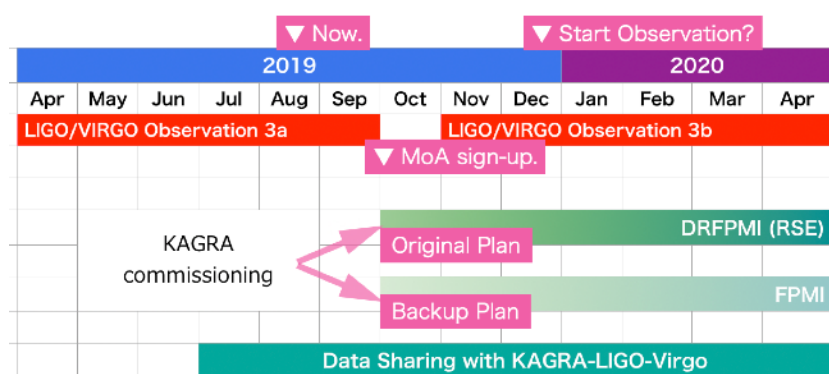 ▼ Now.
▼ Start Observation?
2019
2020
Apr May Jun Jul Aug Sep Oct Nov Dec Jan Feb Mar Apr
LIGO/VIRGO Observation 3a
LIGO/VIRGO Observation 3b
▼ MoA sign-up.
KAGRA
commissioning
DRFPMI (RSE)
Original Plan
FPMI
Backup Plan
Data Sharing with KAGRA-LIGO-Virgo